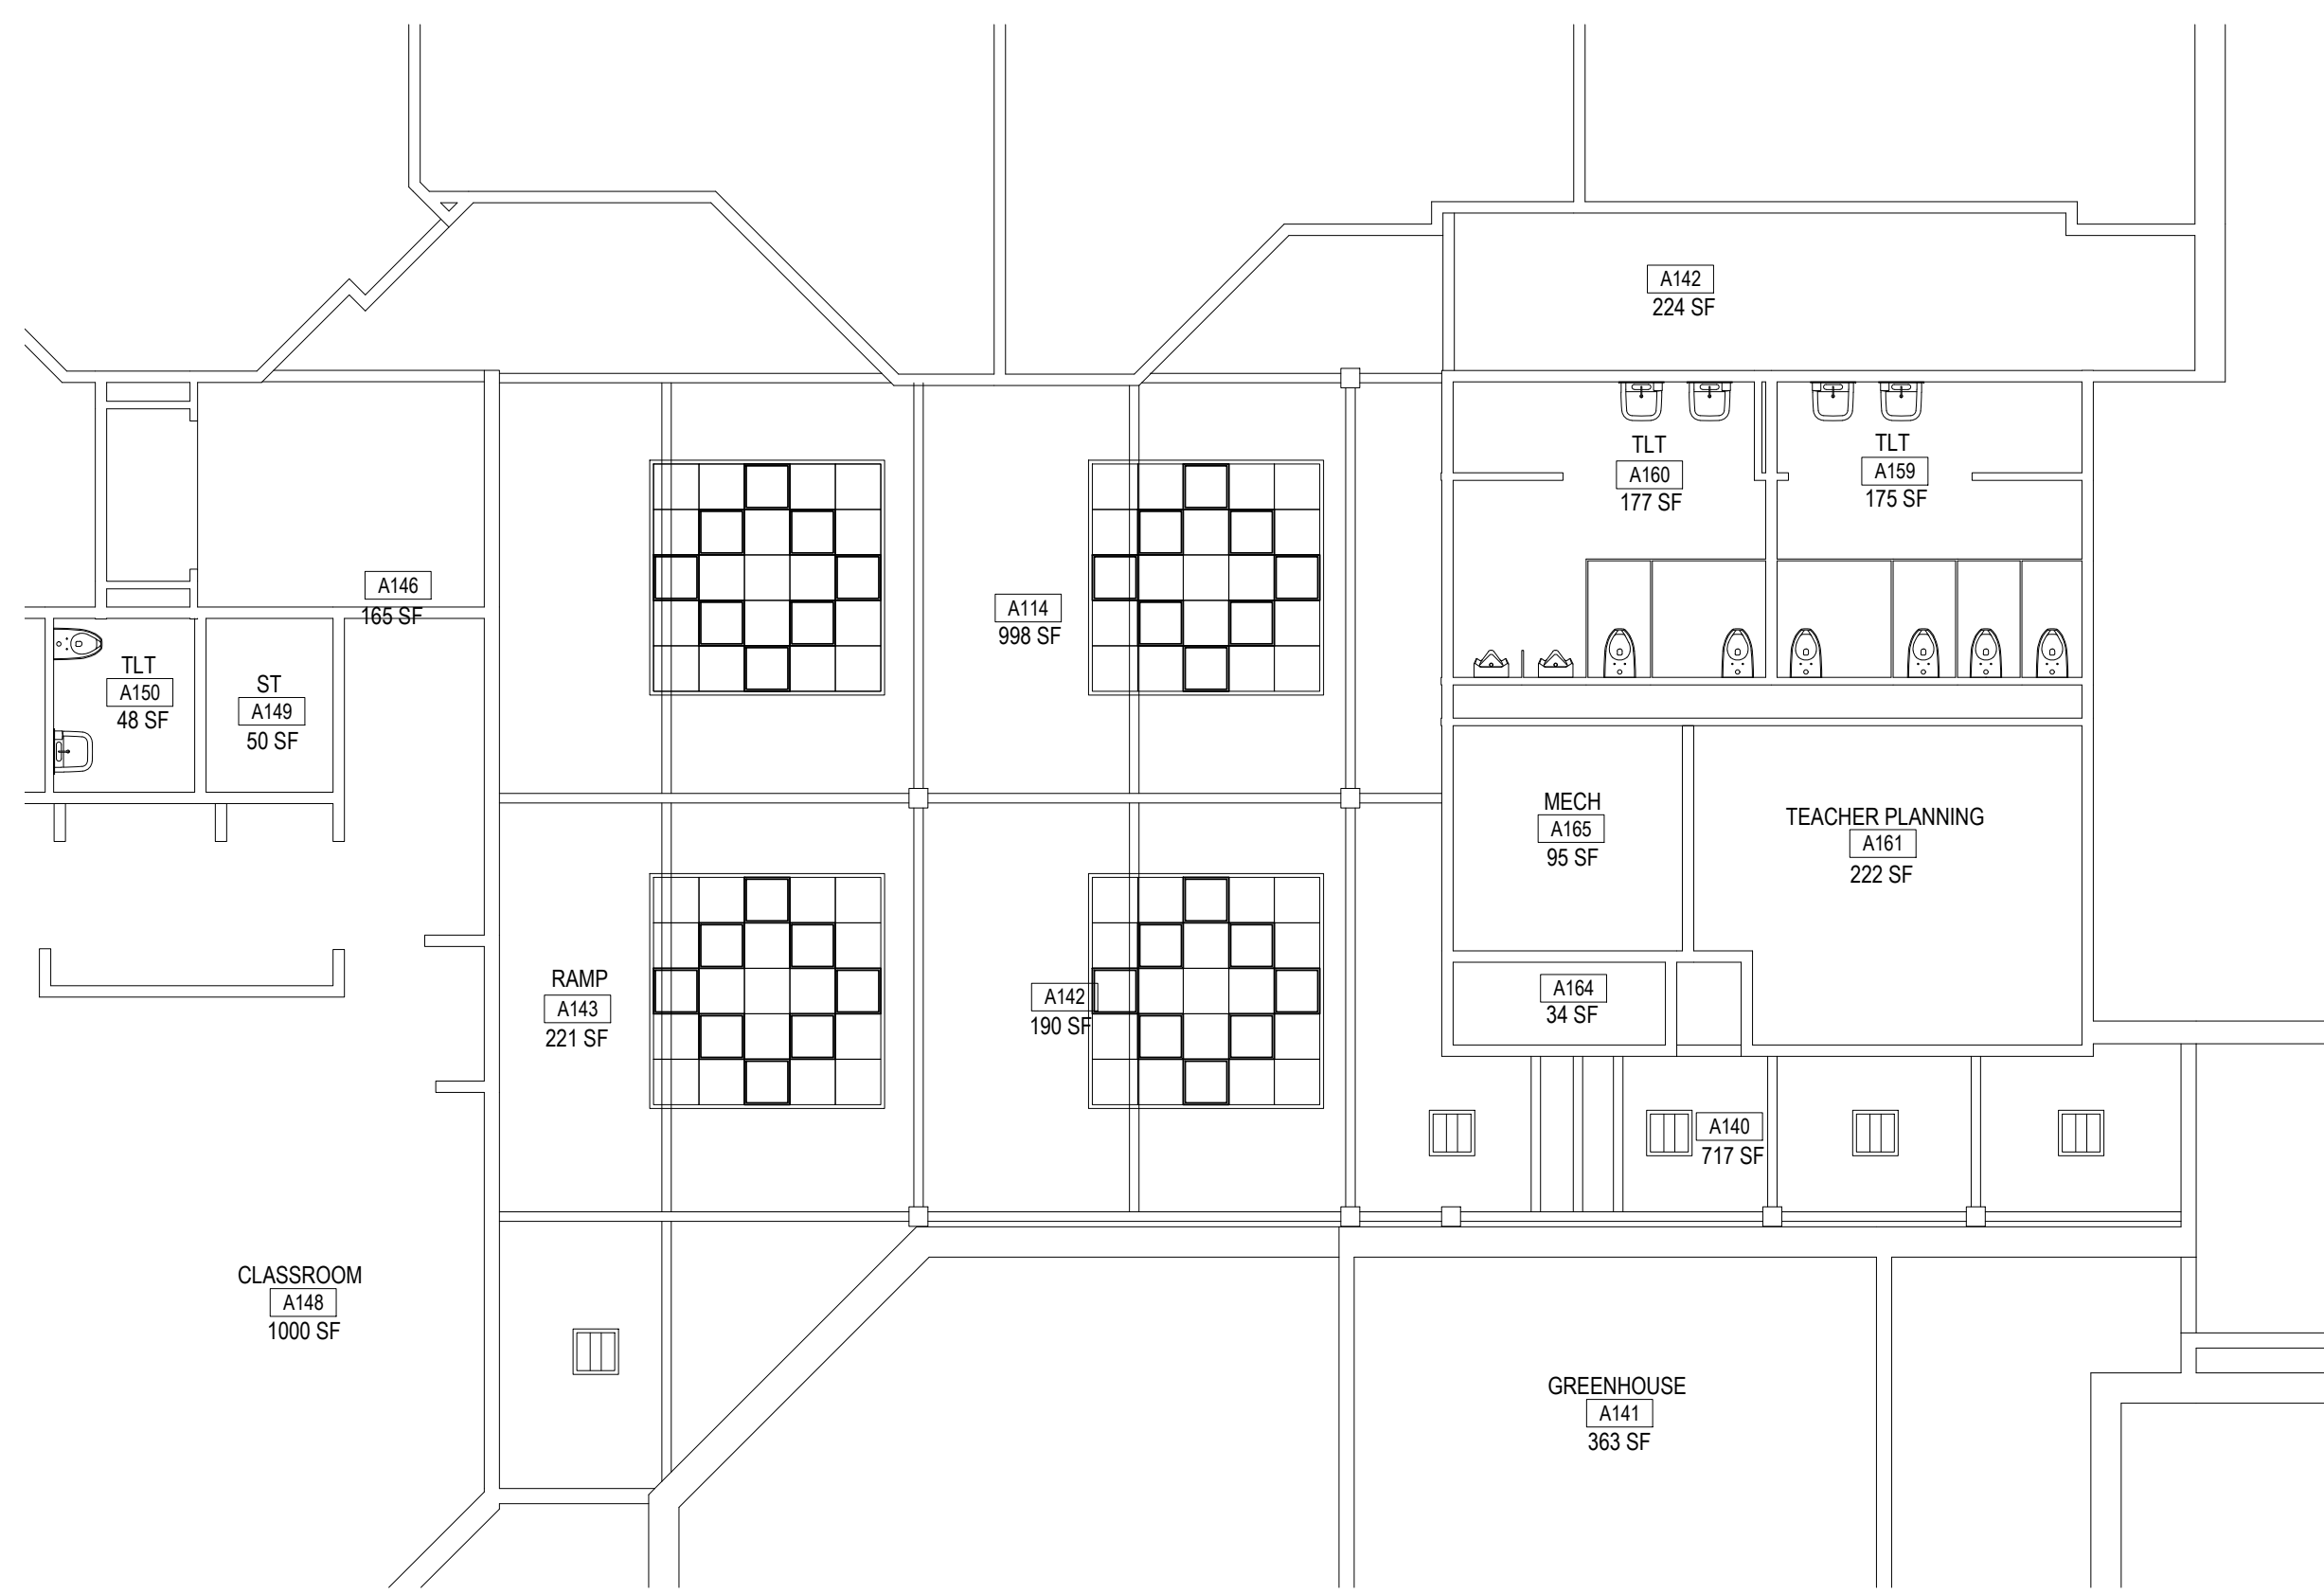 A142
224 SF
TLT
A160
177 SF
TLT
A159
175 SF
A146
165 SF
A114
998 SF
TLT
A150
48 SF
ST
A149
50 SF
MECH
A165
95 SF
TEACHER PLANNING
A161
222 SF
RAMP
A143
221 SF
A142
190 SF
A164
34 SF
A140
717 SF
CLASSROOM
A148
1000 SF
GREENHOUSE
A141
363 SF